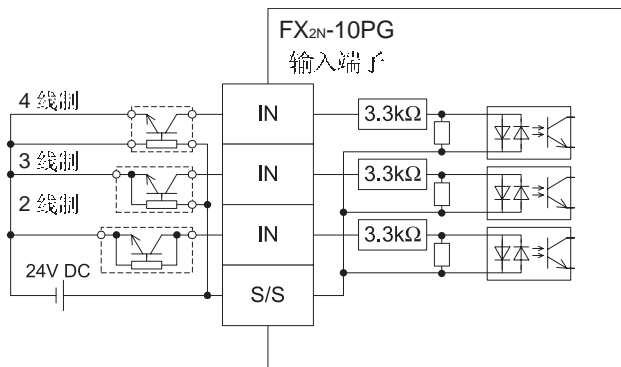 FX2N-10PG
输入端子
4 线制
IN
3.3kΩ
3 线制
IN
3.3kΩ
2 线制
IN
3.3kΩ
24V DC
S/S